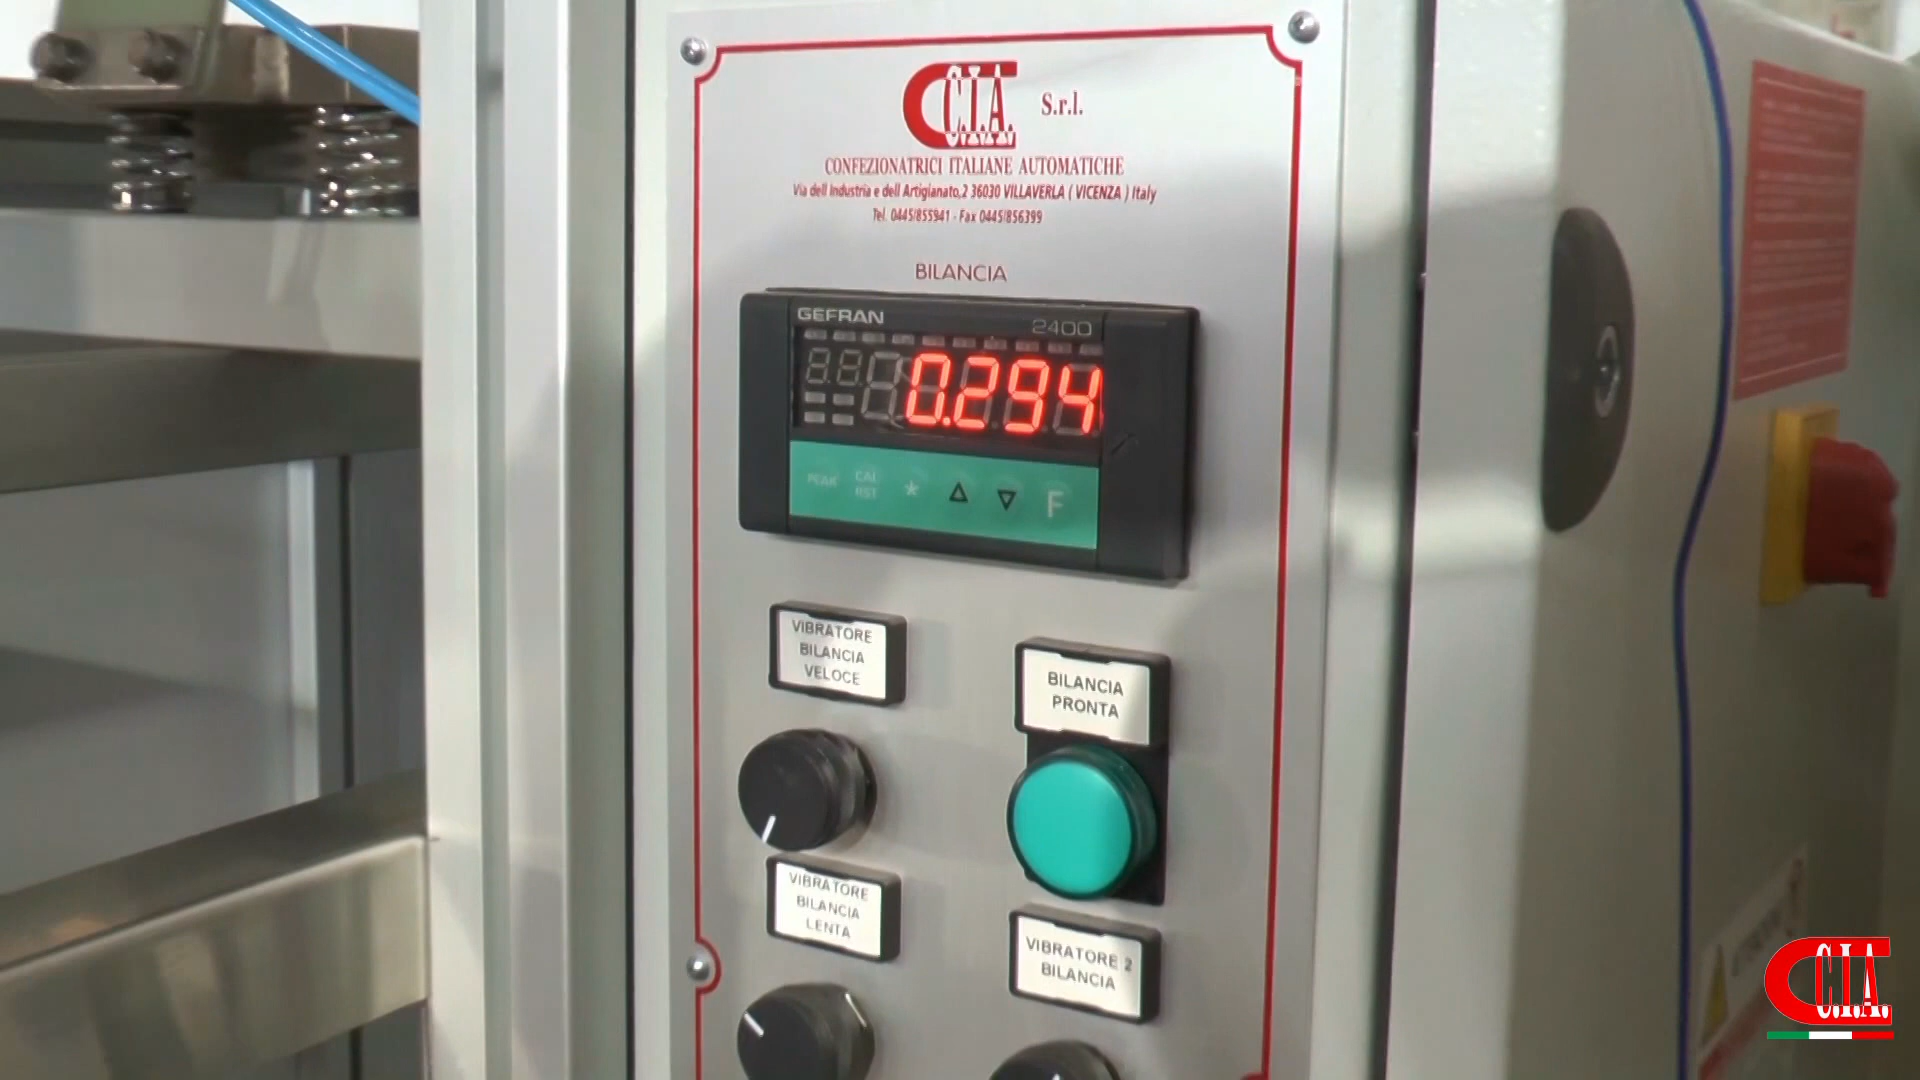 C.I.A. S.r.l.
CONFEZIONATRICI ITALIANE AUTOMATICHE
Via dell Industria e dell Artigianato,2 36030 VILLAVERLA ( VICENZA ) Italy
Tel. 0445/855941 - Fax 0445/856399
BILANCIA
GEFRAN 2400
0.294
PEAK CAL RST * F
VIBRATORE
BILANCIA
VELOCE
BILANCIA
PRONTA
VIBRATORE
BILANCIA
LENTA
VIBRATORE 2
BILANCIA
C.I.A.